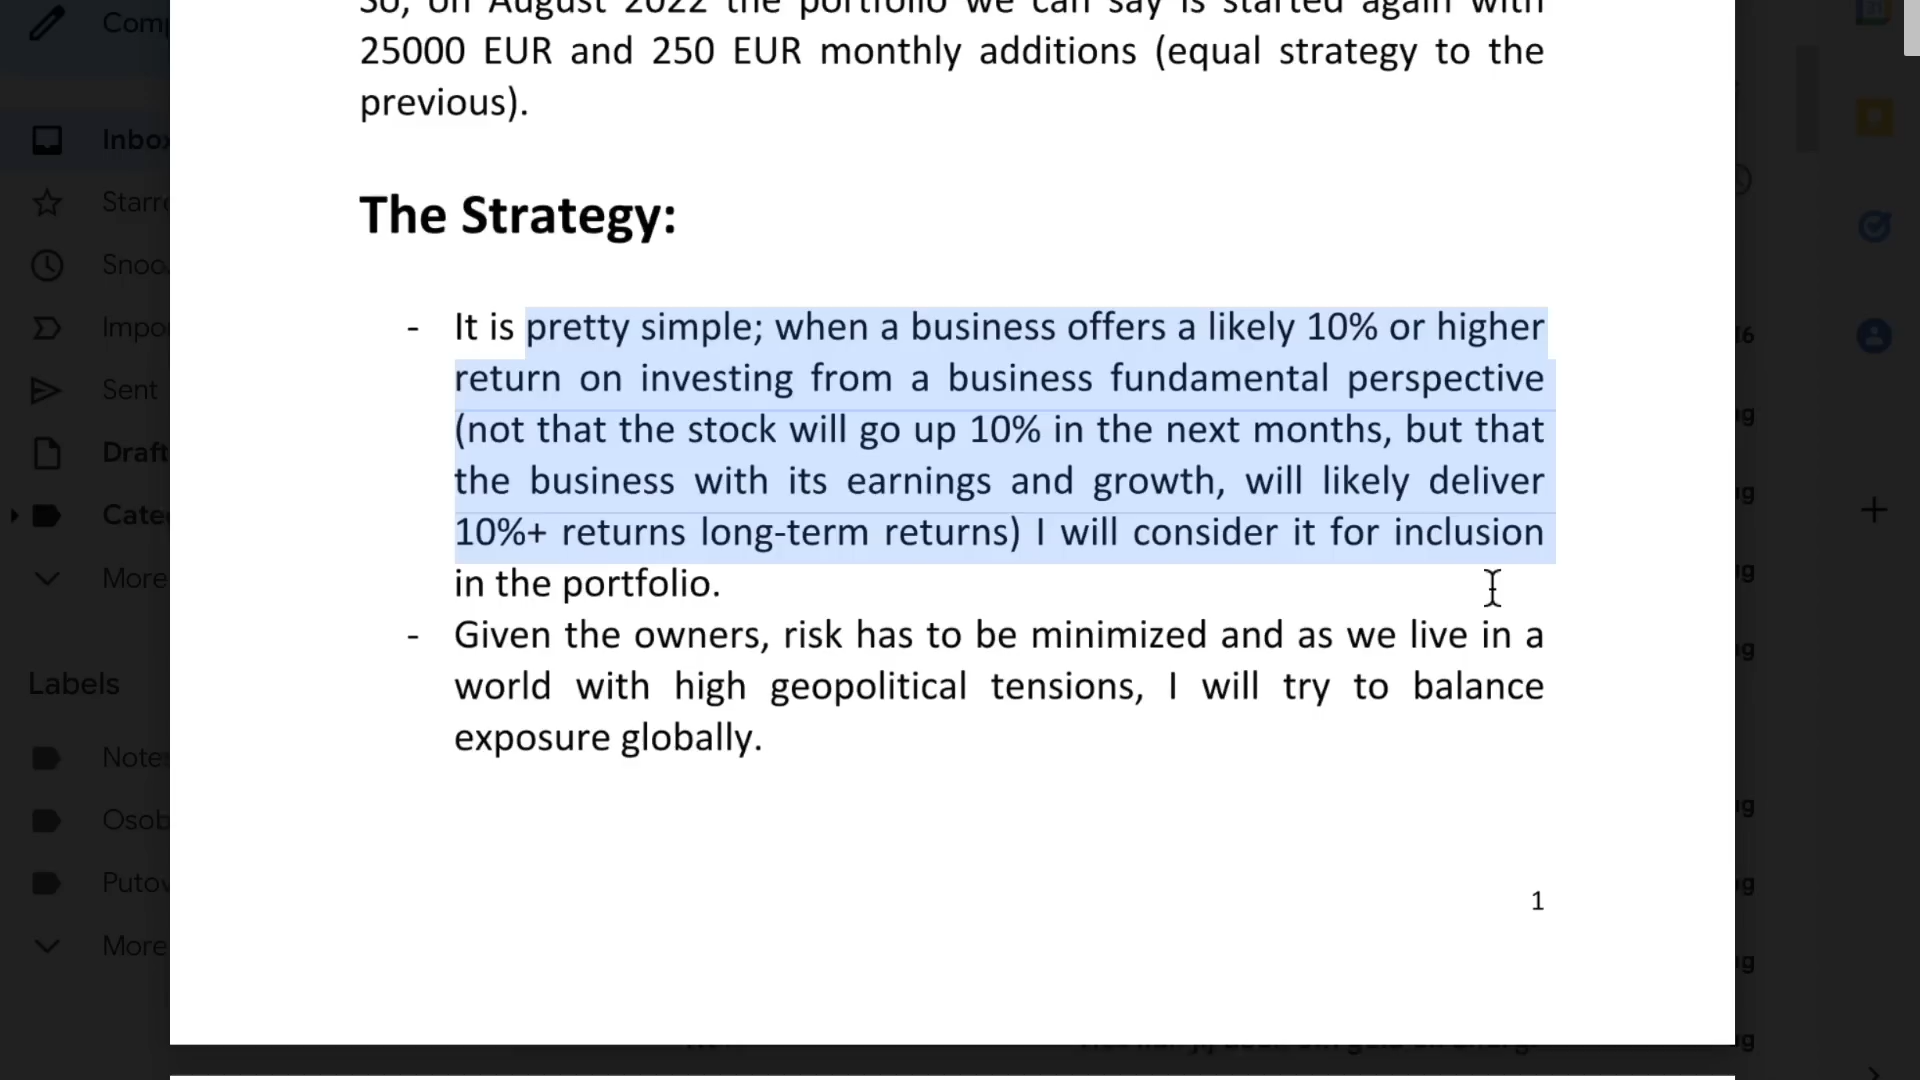 So, on August 2022 the portfolio we can say is started again with
25000 EUR and 250 EUR monthly additions (equal strategy to the
previous).
The Strategy:
- It is pretty simple; when a business offers a likely 10% or higher
return on investing from a business fundamental perspective
(not that the stock will go up 10% in the next months, but that
the business with its earnings and growth, will likely deliver
10%+ returns long-term returns) I will consider it for inclusion
in the portfolio.
- Given the owners, risk has to be minimized and as we live in a
world with high geopolitical tensions, I will try to balance
exposure globally.
1
Comp
Inbox
Starr
Snoo
Impo
Sent
Draft
Cate
More
Labels
Note
Osob
Putov
More
31